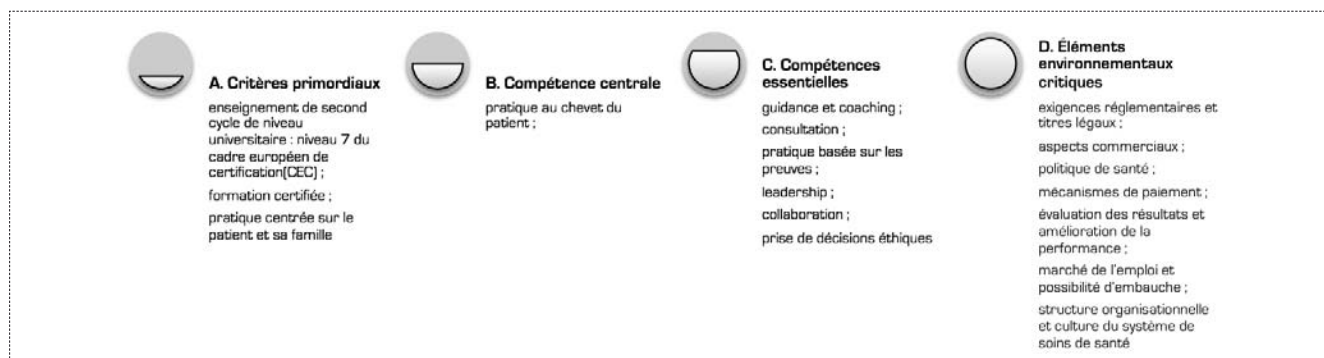 A. Critères primordiaux
enseignement de second
cycle de niveau
universitaire : niveau 7 du
cadre européen de
certification(CEC) ;
formation certifiée ;
pratique centrée sur le
patient et sa famille
B. Compétence centrale
pratique au chevet du
patient ;
C. Compétences
essentielles
guidance et coaching ;
consultation ;
pratique basée sur les
preuves ;
leadership ;
collaboration ;
prise de décisions éthiques
D. Éléments
environnementaux
critiques
exigences réglementaires et
titres légaux ;
aspects commerciaux ;
politique de santé ;
mécanismes de paiement ;
évaluation des résultats et
amélioration de la
performance ;
marché de l'emploi et
possibilité d'embauche ;
structure organisationnelle
et culture du système de
soins de santé